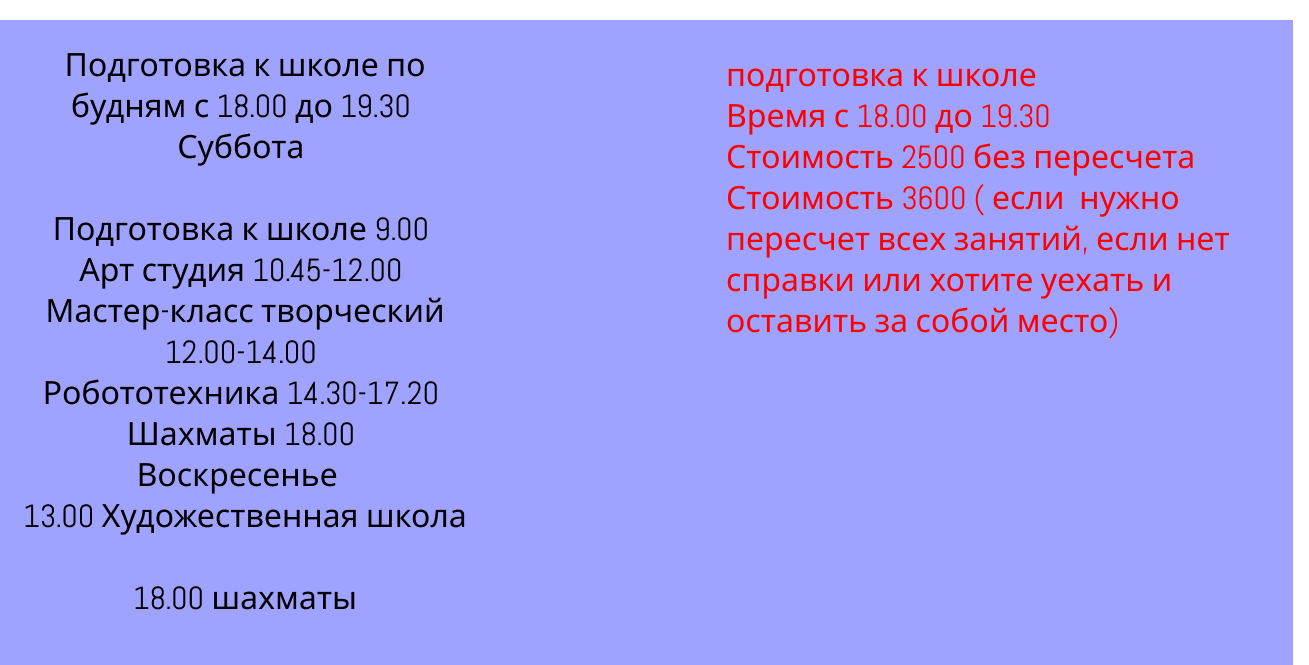 Подготовка к школе по
будням с 18.00 до 19.30
Суббота
Подготовка к школе 9.00
Арт студия 10.45-12.00
Мастер-класс творческий
12.00-14.00
Робототехника 14.30-17.20
Шахматы 18.00
Воскресенье
13.00 Художественная школа
18.00 шахматы
подготовка к школе
Время с 18.00 до 19.30
Стоимость 2500 без пересчета
Стоимость 3600 ( если нужно
пересчет всех занятий, если нет
справки или хотите уехать и
оставить за собой место)